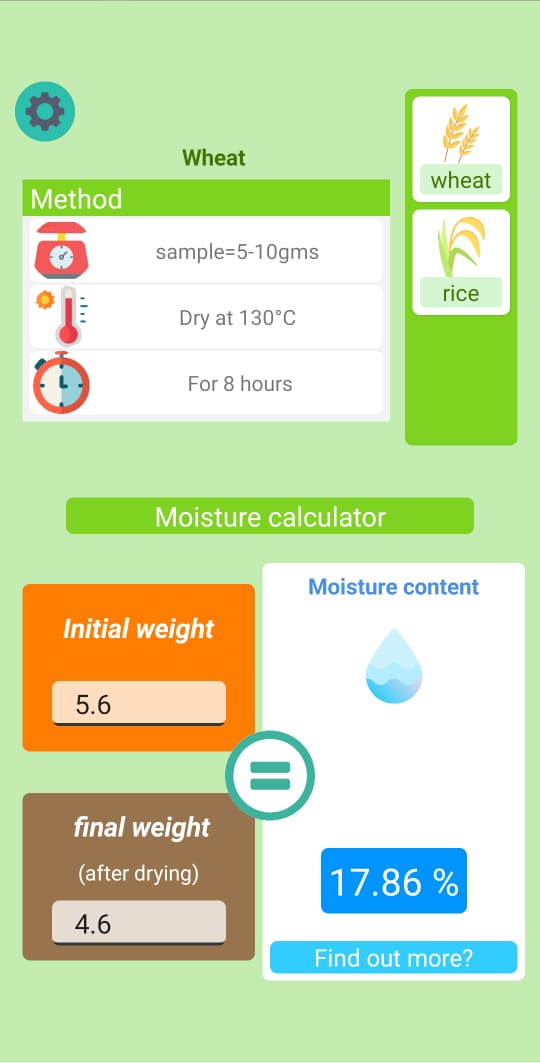 Wheat
Method
sample=5-10gms
Dry at 130°C
For 8 hours
wheat
rice
Moisture calculator
Initial weight
5.6
final weight
(after drying)
4.6
Moisture content
17.86 %
Find out more?